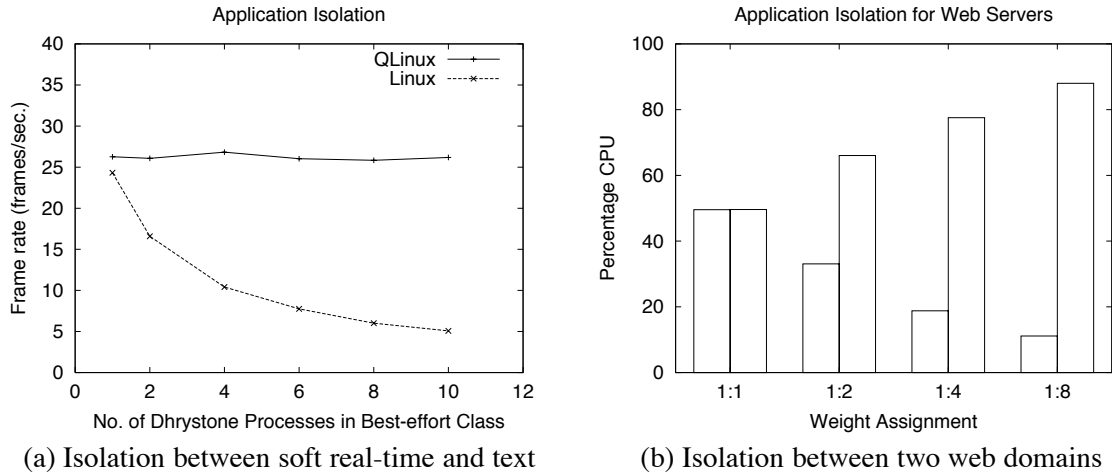 Application Isolation
40
35
30
25
20
15
10
5
0
Frame rate (frames/sec.)
QLinux
Linux
0 2 4 6 8 10 12
No. of Dhrystone Processes in Best-effort Class
(a) Isolation between soft real-time and text
Application Isolation for Web Servers
100
80
60
40
20
0
Percentage CPU
1:1 1:2 1:4 1:8
Weight Assignment
(b) Isolation between two web domains